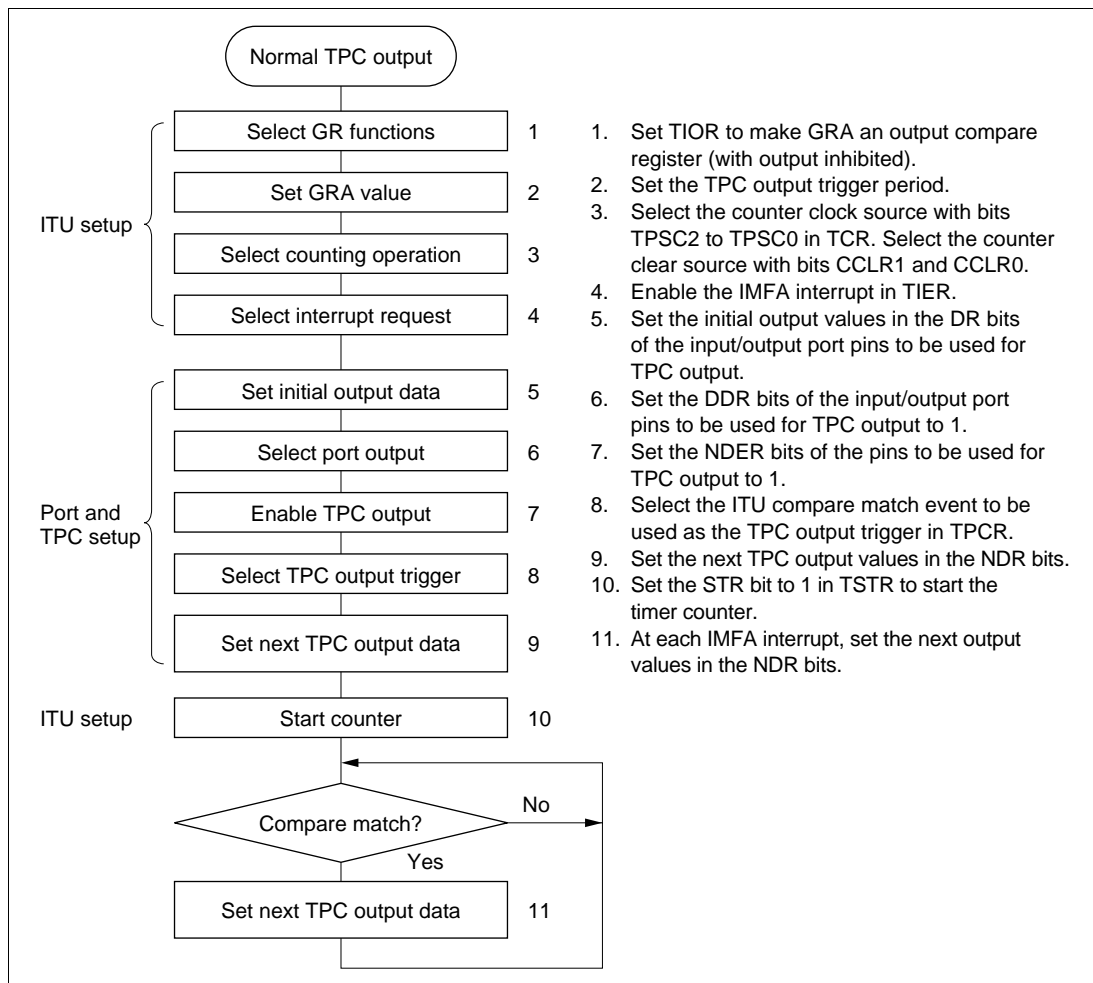 Normal TPC output
ITU setup
Select GR functions 1
Set GRA value 2
Select counting operation 3
Select interrupt request 4
Port and
TPC setup
Set initial output data 5
Select port output 6
Enable TPC output 7
Select TPC output trigger 8
Set next TPC output data 9
ITU setup
Start counter 10
Compare match?
No
Yes
Set next TPC output data 11
1. Set TIOR to make GRA an output compare
register (with output inhibited).
2. Set the TPC output trigger period.
3. Select the counter clock source with bits
TPSC2 to TPSC0 in TCR. Select the counter
clear source with bits CCLR1 and CCLR0.
4. Enable the IMFA interrupt in TIER.
5. Set the initial output values in the DR bits
of the input/output port pins to be used for
TPC output.
6. Set the DDR bits of the input/output port
pins to be used for TPC output to 1.
7. Set the NDER bits of the pins to be used for
TPC output to 1.
8. Select the ITU compare match event to be
used as the TPC output trigger in TPCR.
9. Set the next TPC output values in the NDR bits.
10. Set the STR bit to 1 in TSTR to start the
timer counter.
11. At each IMFA interrupt, set the next output
values in the NDR bits.